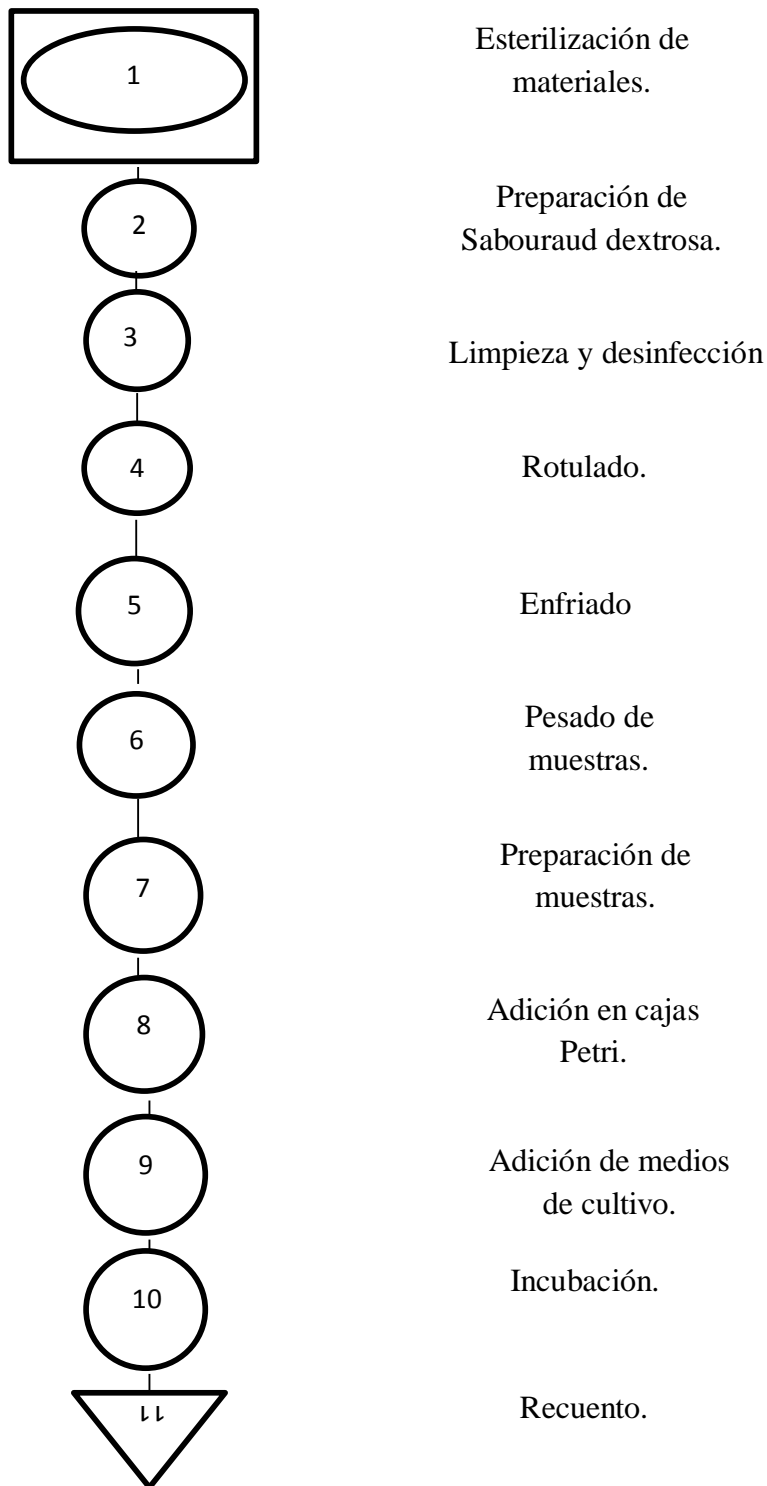 1
Esterilización de
materiales.
2
Preparación de
Sabouraud dextrosa.
3
Limpieza y desinfección
4
Rotulado.
5
Enfriado
6
Pesado de
muestras.
7
Preparación de
muestras.
8
Adición en cajas
Petri.
9
Adición de medios
de cultivo.
10
Incubación.
11
Recuento.